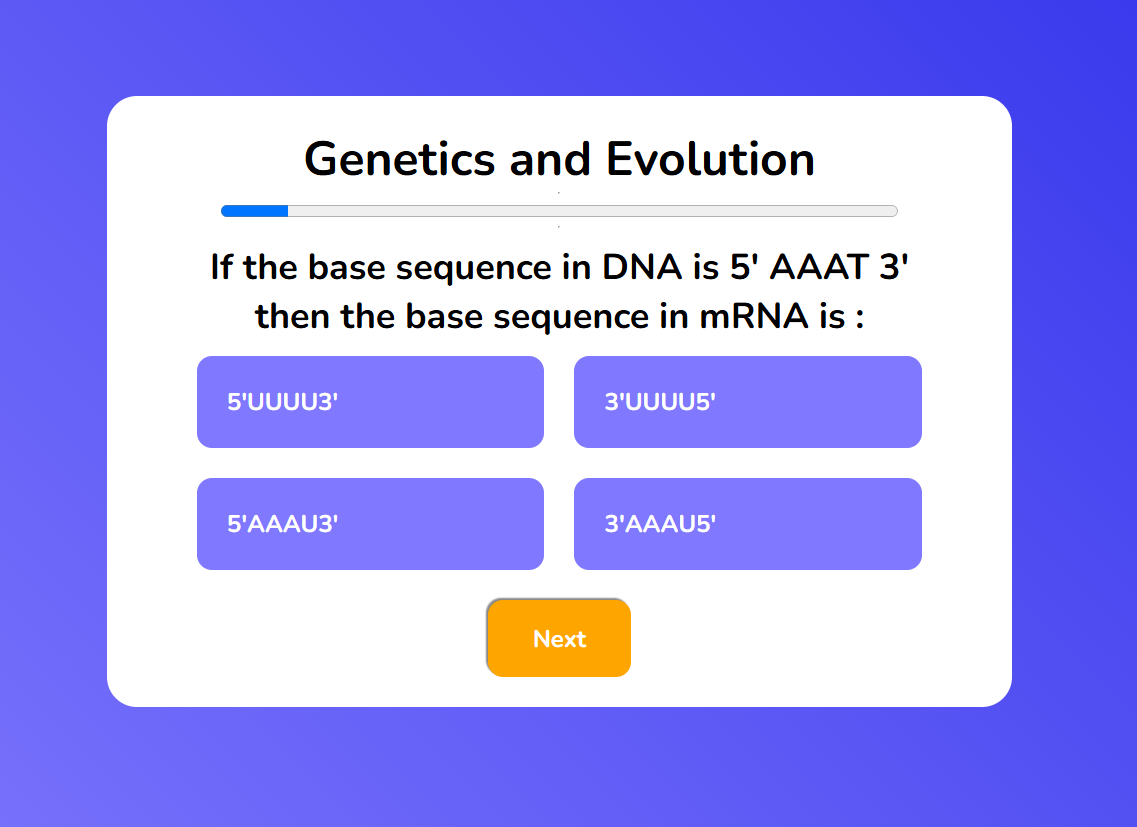 Genetics and Evolution
If the base sequence in DNA is 5' AAAT 3'
then the base sequence in mRNA is :
5'UUUU3'
3'UUUU5'
5'AAAU3'
3'AAAU5'
Next